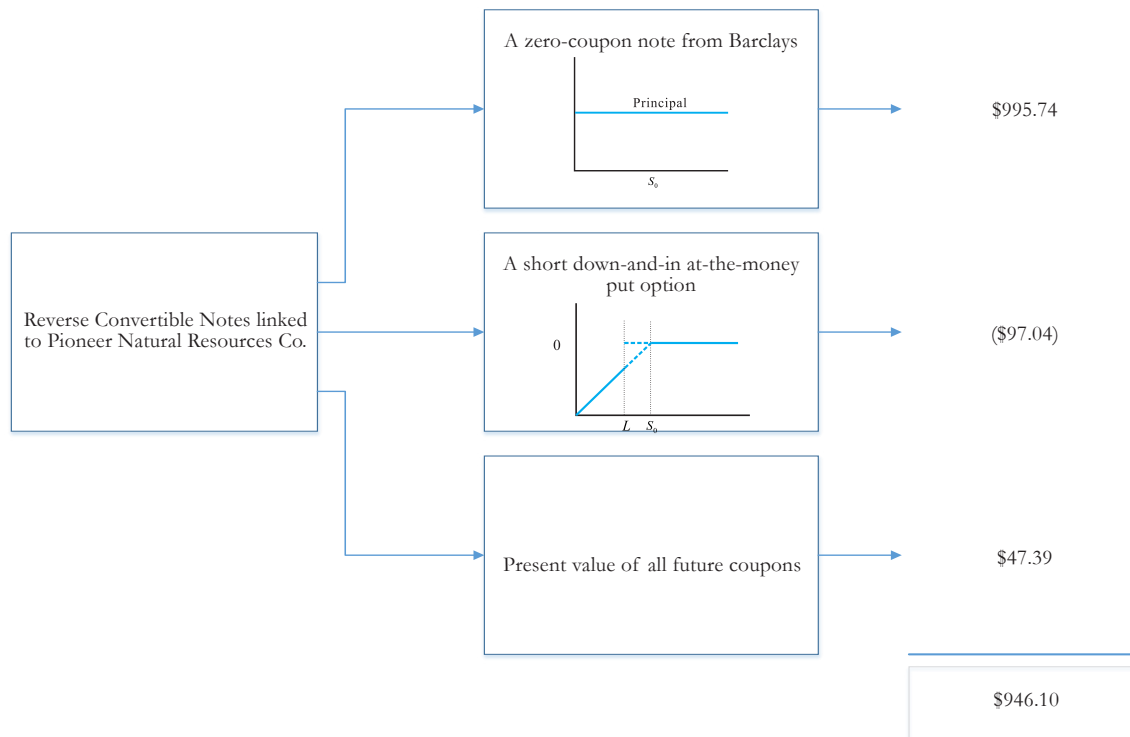 A zero-coupon note from Barclays
Principal
S₀
$995.74
Reverse Convertible Notes linked
to Pioneer Natural Resources Co.
A short down-and-in at-the-money
put option
0
L S₀
($97.04)
Present value of all future coupons
$47.39
$946.10